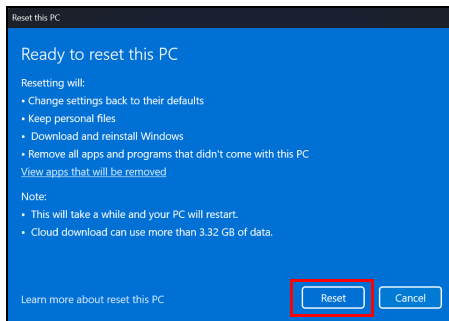 Reset this PC
Ready to reset this PC
Resetting will:
• Change settings back to their defaults
• Keep personal files
• Download and reinstall Windows
• Remove all apps and programs that didn't come with this PC
View apps that will be removed
Note:
• This will take a while and your PC will restart.
• Cloud download can use more than 3.32 GB of data.
Learn more about reset this PC Reset Cancel